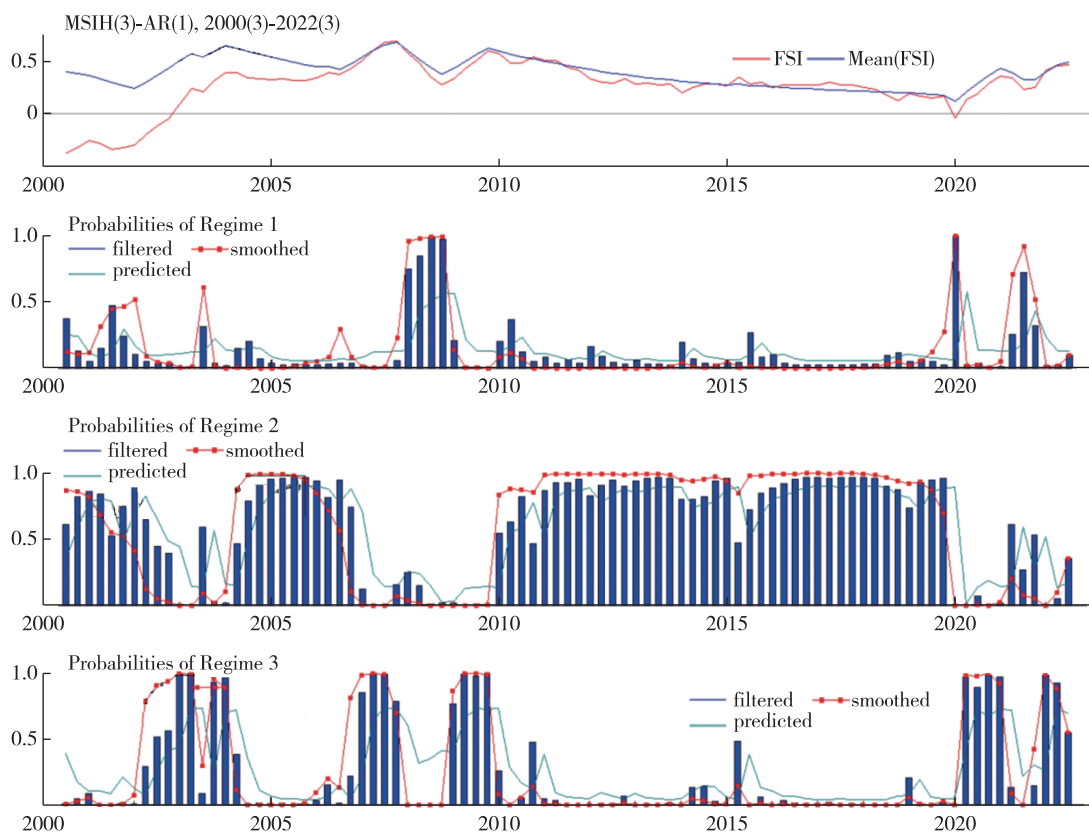 MSIH(3)-AR(1), 2000(3)-2022(3)
0.5
FSI Mean(FSI)
0
2000 2005 2010 2015 2020
Probabilities of Regime 1
1.0
filtered smoothed
predicted
0.5
2000 2005 2010 2015 2020
Probabilities of Regime 2
filtered smoothed
1.0
predicted
0.5
2000 2005 2010 2015 2020
Probabilities of Regime 3
1.0
filtered smoothed
predicted
0.5
2000 2005 2010 2015 2020